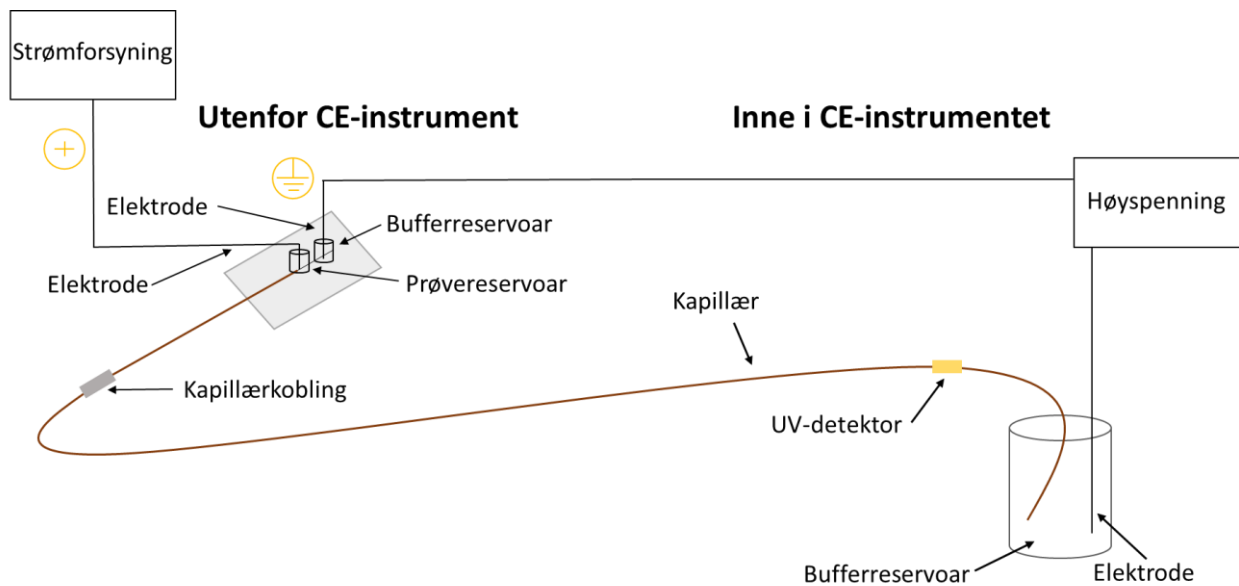 Strømforsyning
Utenfor CE-instrument
Inne i CE-instrumentet
+
Elektrode
Bufferreservoar
Høyspenning
Elektrode
Prøvereservoar
Kapillær
Kapillærkobling
UV-detektor
Bufferreservoar
Elektrode